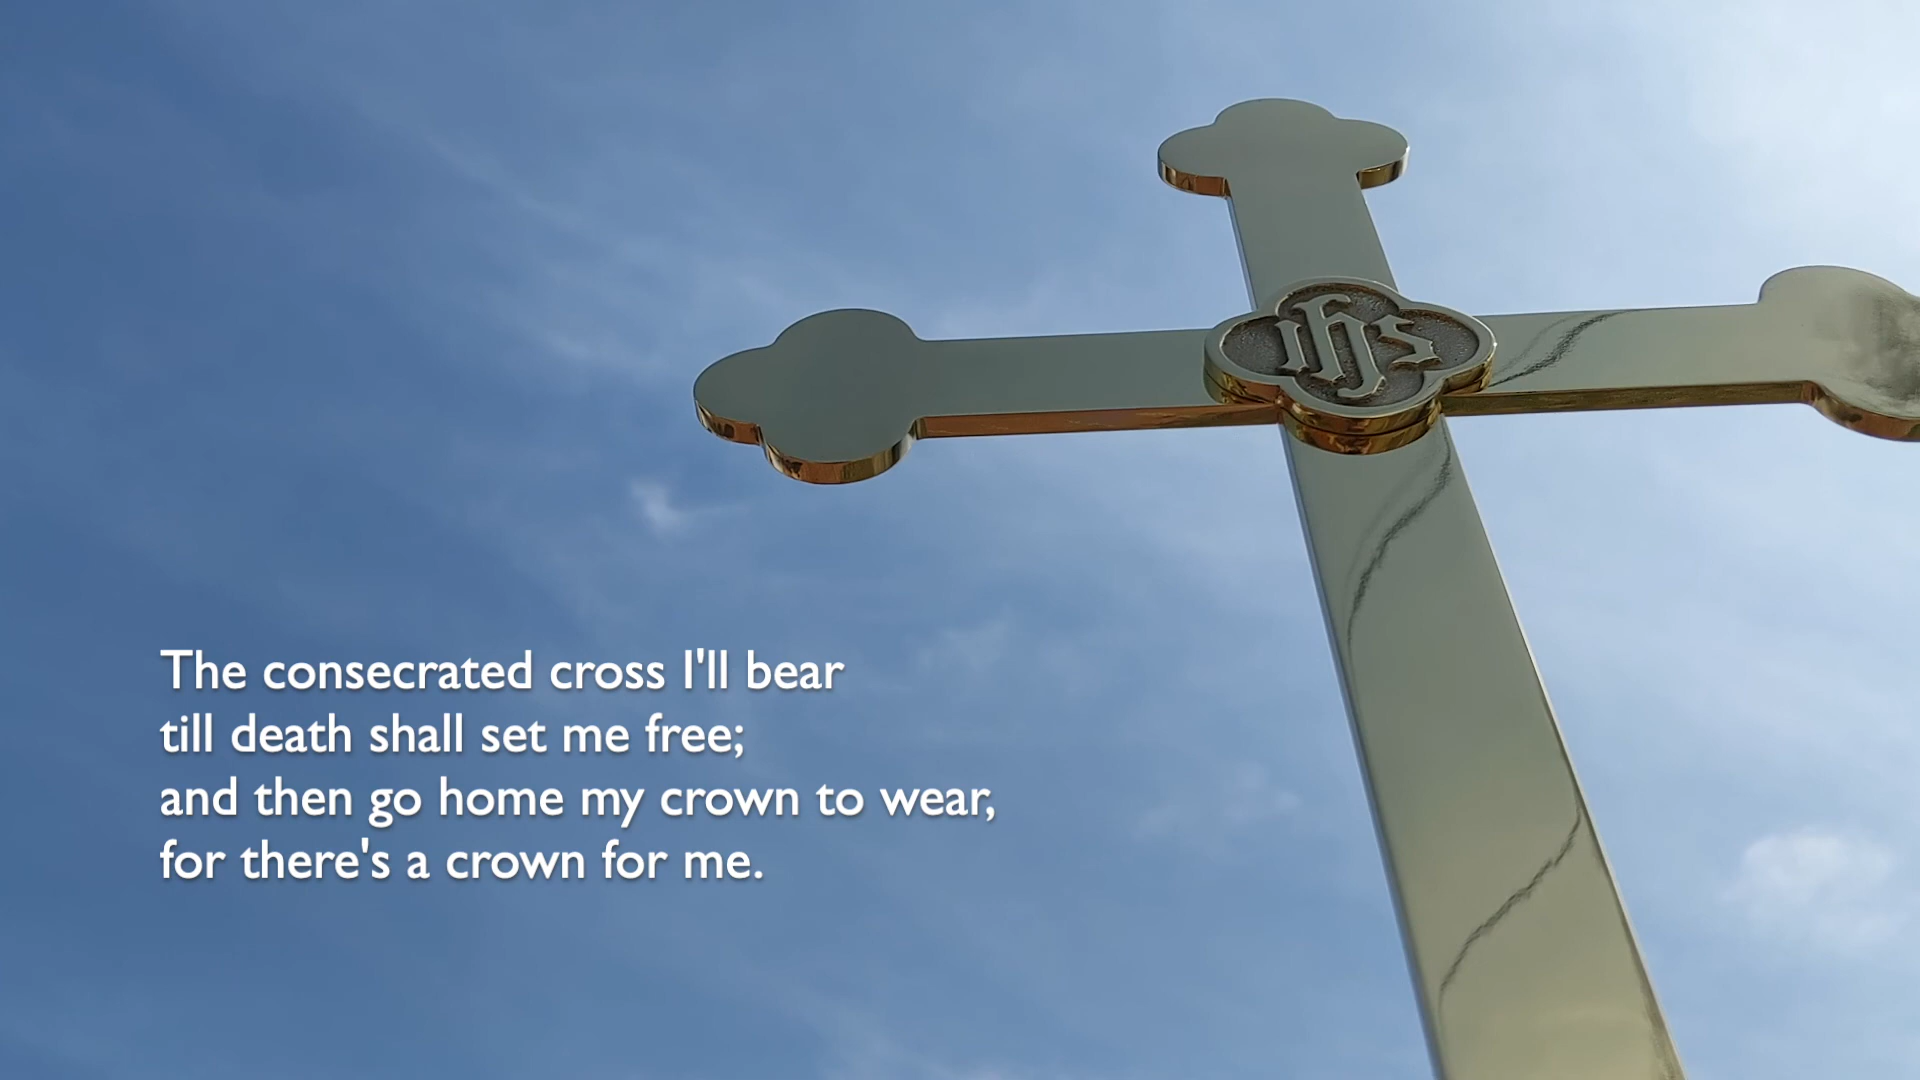 ihs
The consecrated cross I'll bear
till death shall set me free;
and then go home my crown to wear,
for there's a crown for me.